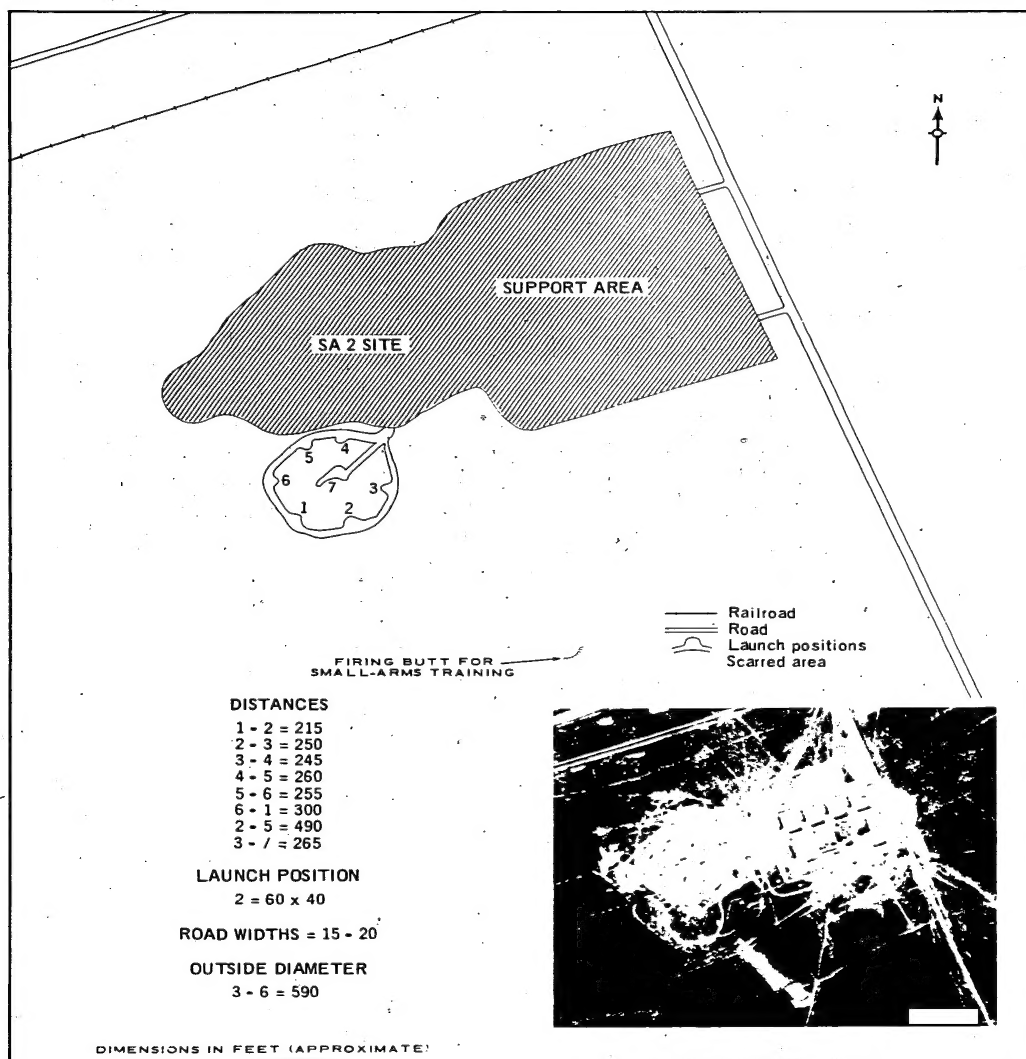 N
SUPPORT AREA
SA 2 SITE
5
4
6
7
3
1
2
Railroad
Road
Launch positions
Scarred area
FIRING BUTT FOR
SMALL-ARMS TRAINING
DISTANCES
1 - 2 = 215
2 - 3 = 250
3 - 4 = 245
4 - 5 = 260
5 - 6 = 255
6 - 1 = 300
2 - 5 = 490
3 - 7 = 265
LAUNCH POSITION
2 = 60 x 40
ROAD WIDTHS = 15 - 20
OUTSIDE DIAMETER
3 - 6 = 590
DIMENSIONS IN FEET (APPROXIMATE)